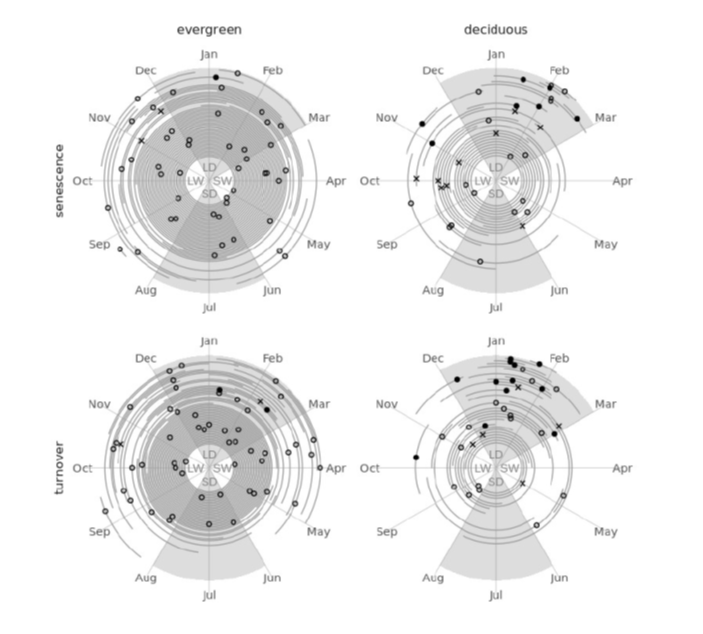 evergreen deciduous
Jan Jan
Dec Feb Dec Feb
Nov Mar Nov Mar
senescence
LD LD
Oct LW SW Apr Oct LW SW Apr
SD SD
Sep May Sep May
Aug Jun Aug Jun
Jul Jul
Jan Jan
Dec Feb Dec Feb
Nov Mar Nov Mar
turnover
LD LD
Oct LW SW Apr Oct LW SW Apr
SD SD
Sep May Sep May
Aug Jun Aug Jun
Jul Jul